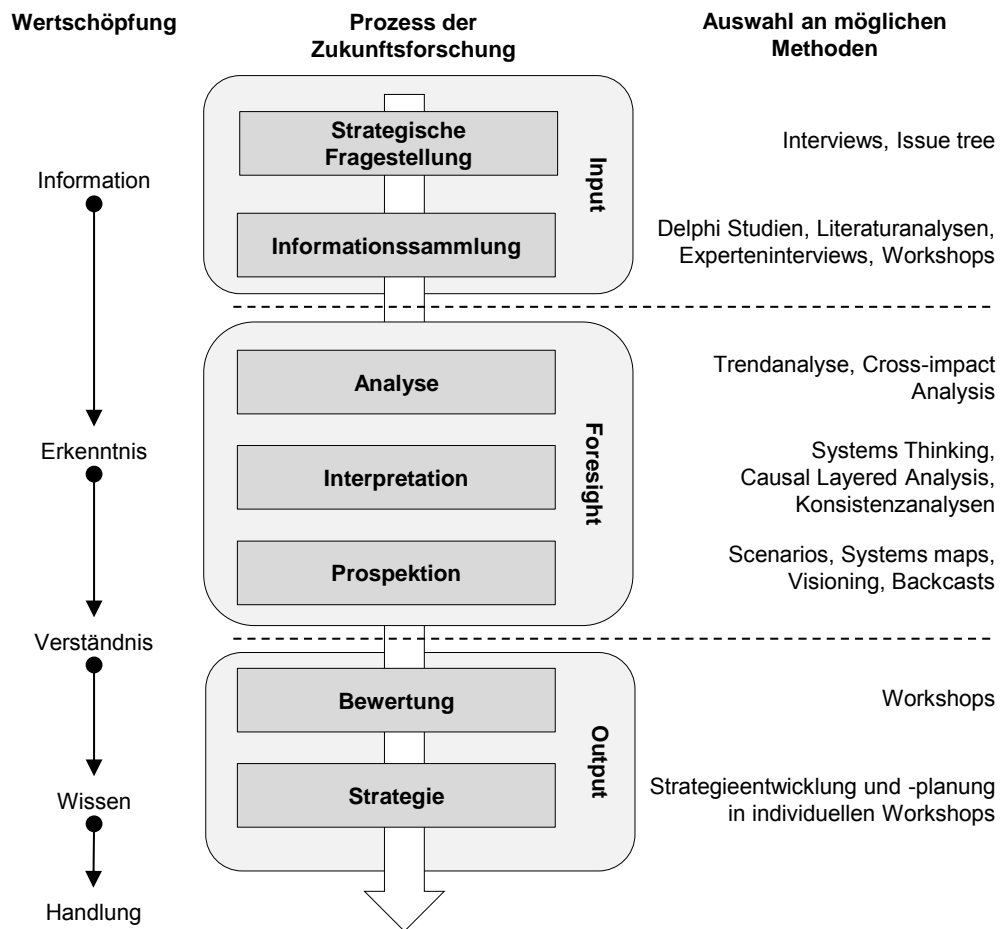 Wertschöpfung
Prozess der
Zukunftsforschung
Auswahl an möglichen
Methoden
Information
Erkenntnis
Verständnis
Wissen
Handlung
Input
Strategische
Fragestellung
Informationssammlung
Foresight
Analyse
Interpretation
Prospektion
Output
Bewertung
Strategie
Interviews, Issue tree
Delphi Studien, Literaturanalysen,
Experteninterviews, Workshops
Trendanalyse, Cross-impact
Analysis
Systems Thinking,
Causal Layered Analysis,
Konsistenzanalysen
Scenarios, Systems maps,
Visioning, Backcasts
Workshops
Strategieentwicklung und -planung
in individuellen Workshops